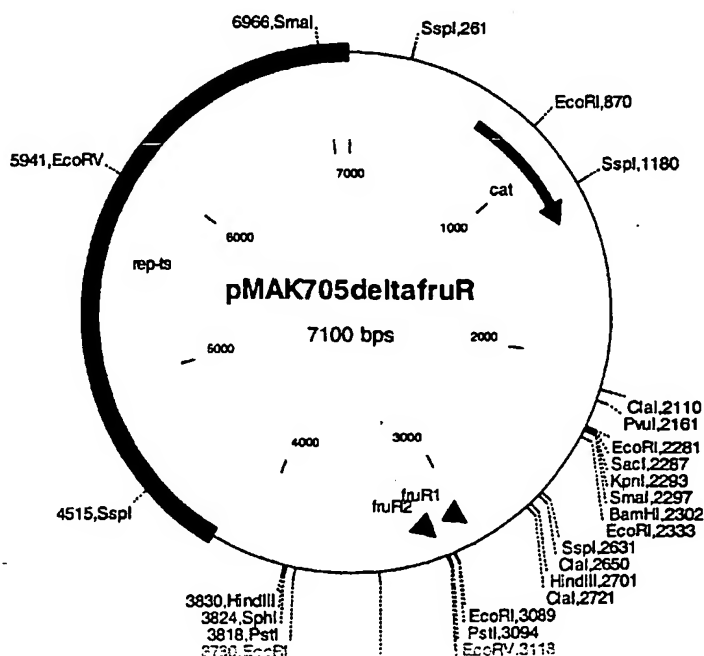 6966,SmaI
SspI,261
EcoRI,870
5941,EcoRV
SspI,1180
7000
cat
1000
6000
rep-ts
pMAK705deltafruR
7100 bps
2000
5000
ClaI,2110
PvuI,2161
EcoRI,2281
SacI,2287
KpnI,2293
SmaI,2297
BamHI,2302
EcoRI,2333
4000
3000
fruR1
fruR2
4515,SspI
SspI,2631
ClaI,2650
HindIII,2701
ClaI,2721
3830,HindIII
3824,SphI
3818,PstI
3730,EcoRI
EcoRI,3089
PstI,3094
EcoRV,3118